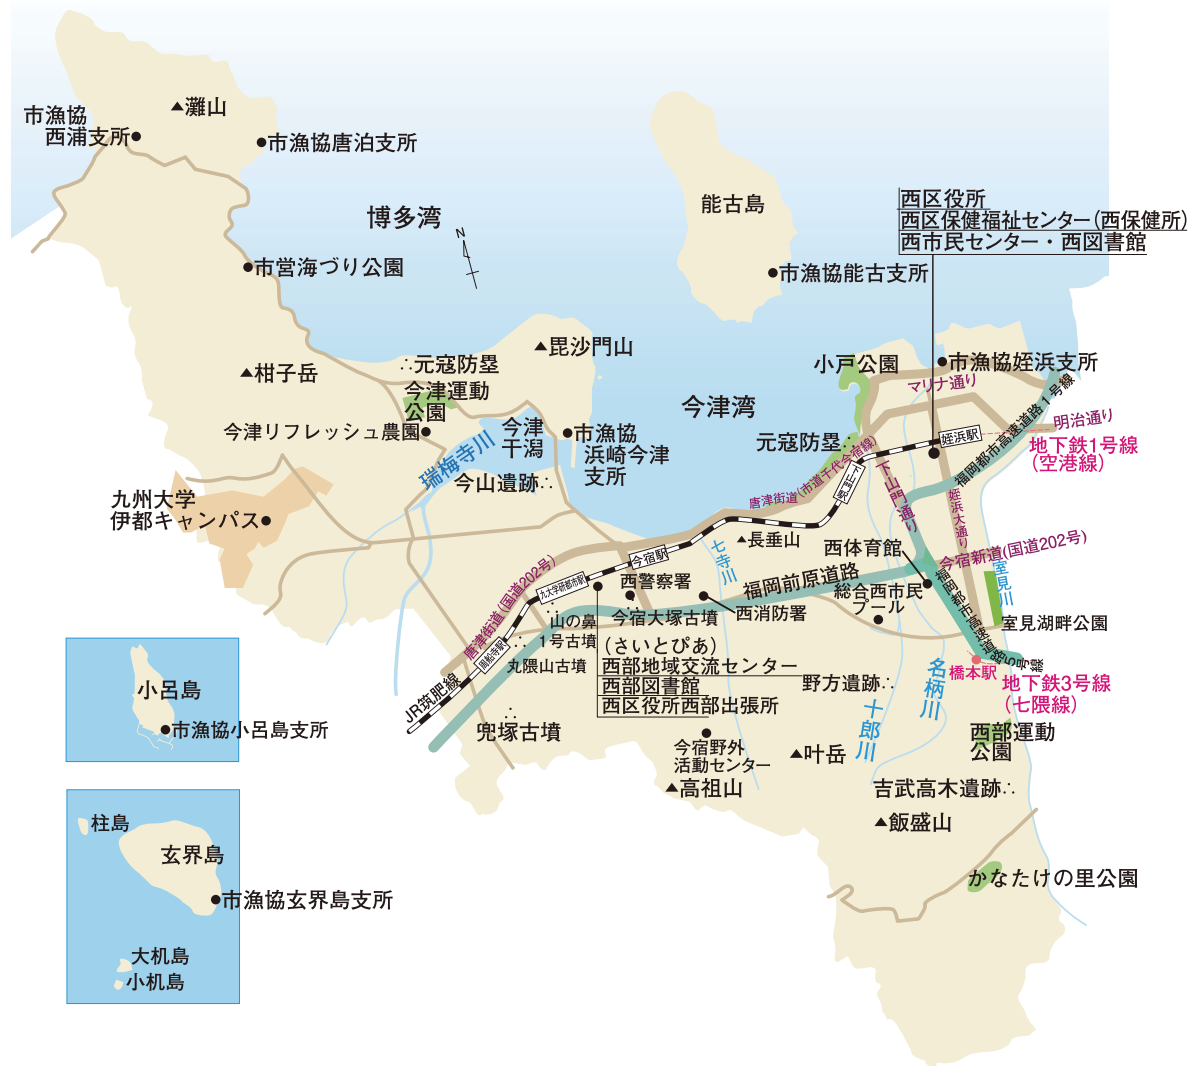 市漁協
西浦支所
▲灘山
市漁協唐泊支所
博多湾
N
市営海づり公園
能古島
市漁協能古支所
西区役所
西区保健福祉センター(西保健所)
西市民センター・西図書館
▲柑子岳
∴元寇防塁
今津運動
公園
▲毘沙門山
今津リフレッシュ農園
今津
干潟
市漁協
浜崎今津
支所
瑞梅寺川
今山遺跡∴
今津湾
小戸公園
市漁協姪浜支所
マリナ通り
明治通り
福岡都市高速道路1号線
姪浜駅
地下鉄1号線
(空港線)
元寇防塁∴
唐津街道(市道千代今宿線)
下山門駅
下山門通り
姪浜大通り
九州大学
伊都キャンパス
▲長垂山
七寺川
今宿駅
西体育館
今宿新道(国道202号)
室見川
福岡前原道路
福岡都市高速道路5号線
総合西市民
プール
室見湖畔公園
唐津街道(国道202号)
九大学研都市駅
西警察署
今宿大塚古墳
西消防署
∴
山の鼻
1号古墳
∴
丸隈山古墳
周船寺駅
JR筑肥線
(さいとぴあ)
西部地域交流センター
西部図書館
西区役所西部出張所
野方遺跡∴
名柄川
十郎川
橋本駅
地下鉄3号線
(七隈線)
∴
兜塚古墳
今宿野外
活動センター
▲叶岳
▲高祖山
西部運動
公園
吉武高木遺跡∴
▲飯盛山
かなたけの里公園
小呂島
市漁協小呂島支所
柱島
玄界島
市漁協玄界島支所
大机島
小机島